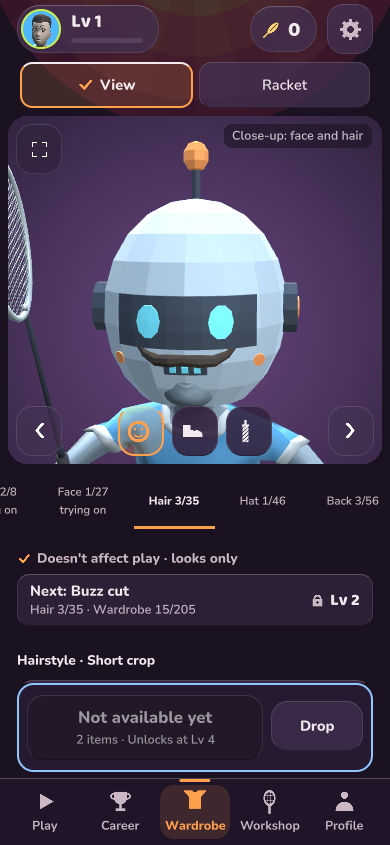 Lv 1
0
View
Racket
Close-up: face and hair
2/8
g on
Face 1/27
trying on
Hair 3/35
Hat 1/46
Back 3/56
Doesn't affect play · looks only
Next: Buzz cut
Hair 3/35 · Wardrobe 15/205
Lv 2
Hairstyle · Short crop
Not available yet
2 items · Unlocks at Lv 4
Drop
Play
Career
Wardrobe
Workshop
Profile